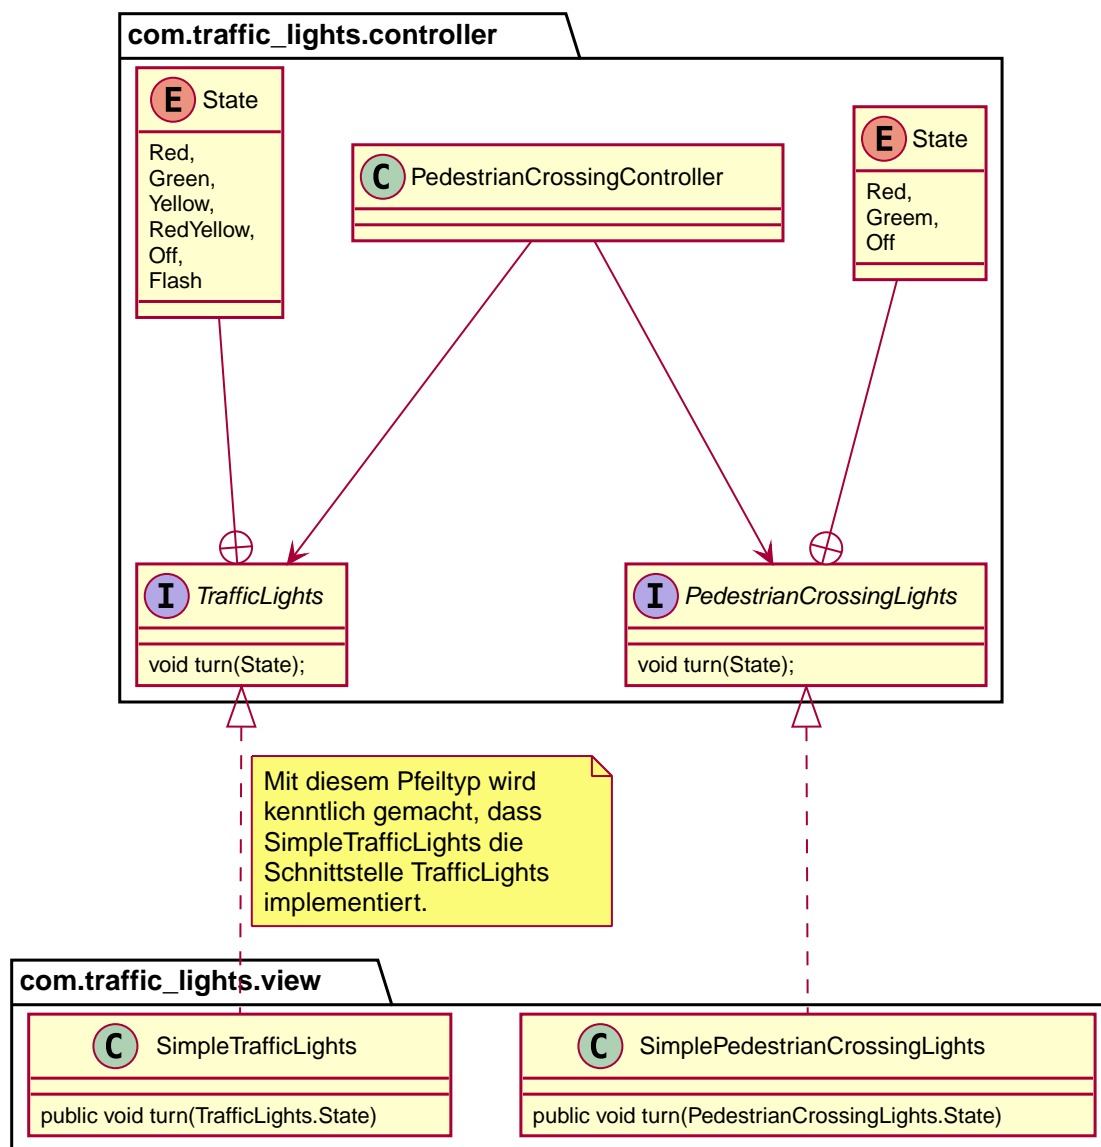 com.traffic_lights.controller
E State
Red,
Green,
Yellow,
RedYellow,
Off,
Flash
C PedestrianCrossingController
E State
Red,
Greem,
Off
I TrafficLights
void turn(State);
I PedestrianCrossingLights
void turn(State);
Mit diesem Pfeiltyp wird
kenntlich gemacht, dass
SimpleTrafficLights die
Schnittstelle TrafficLights
implementiert.
com.traffic_lights.view
C SimpleTrafficLights
public void turn(TrafficLights.State)
C SimplePedestrianCrossingLights
public void turn(PedestrianCrossingLights.State)